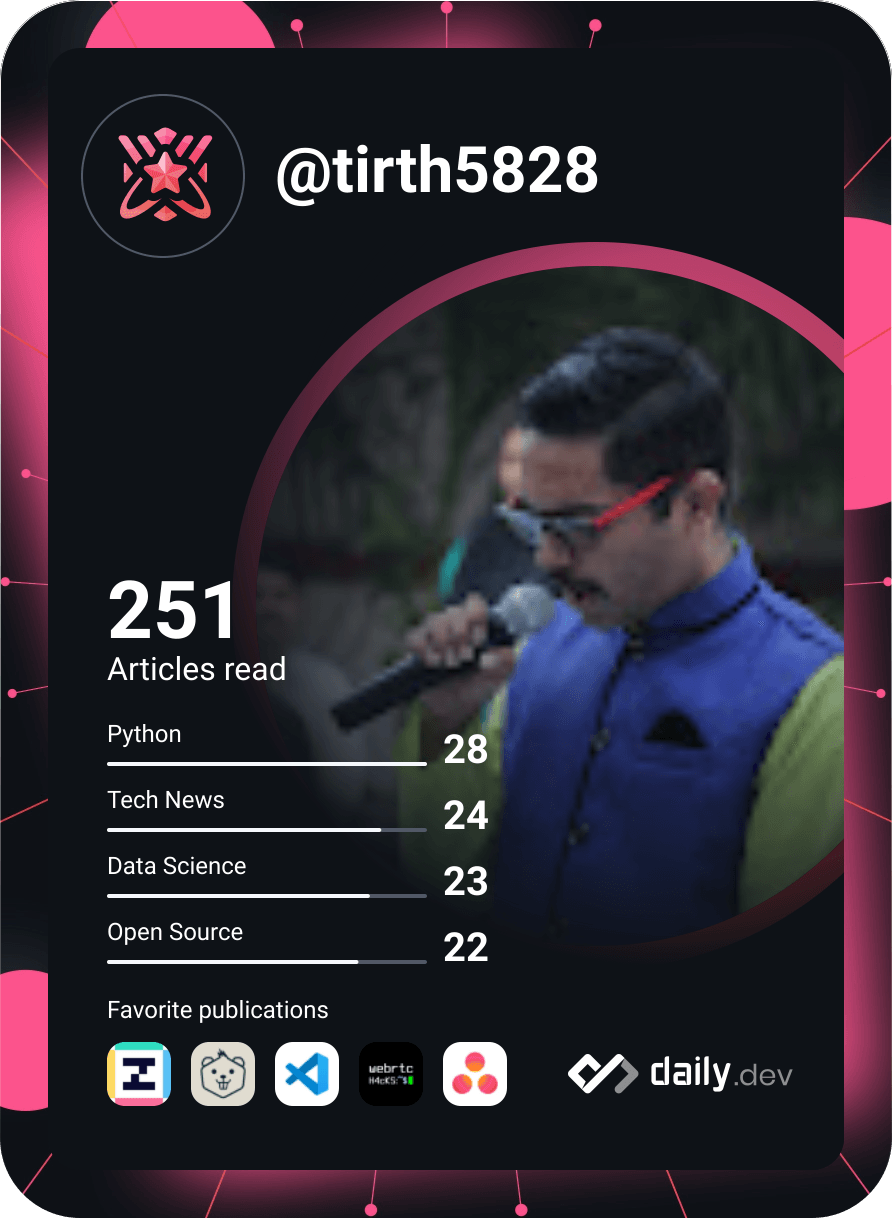 @tirth5828
251
Articles read
Python
28
Tech News
24
Data Science
23
Open Source
22
Favorite publications
webrtc
H4cKS:~$
daily.dev